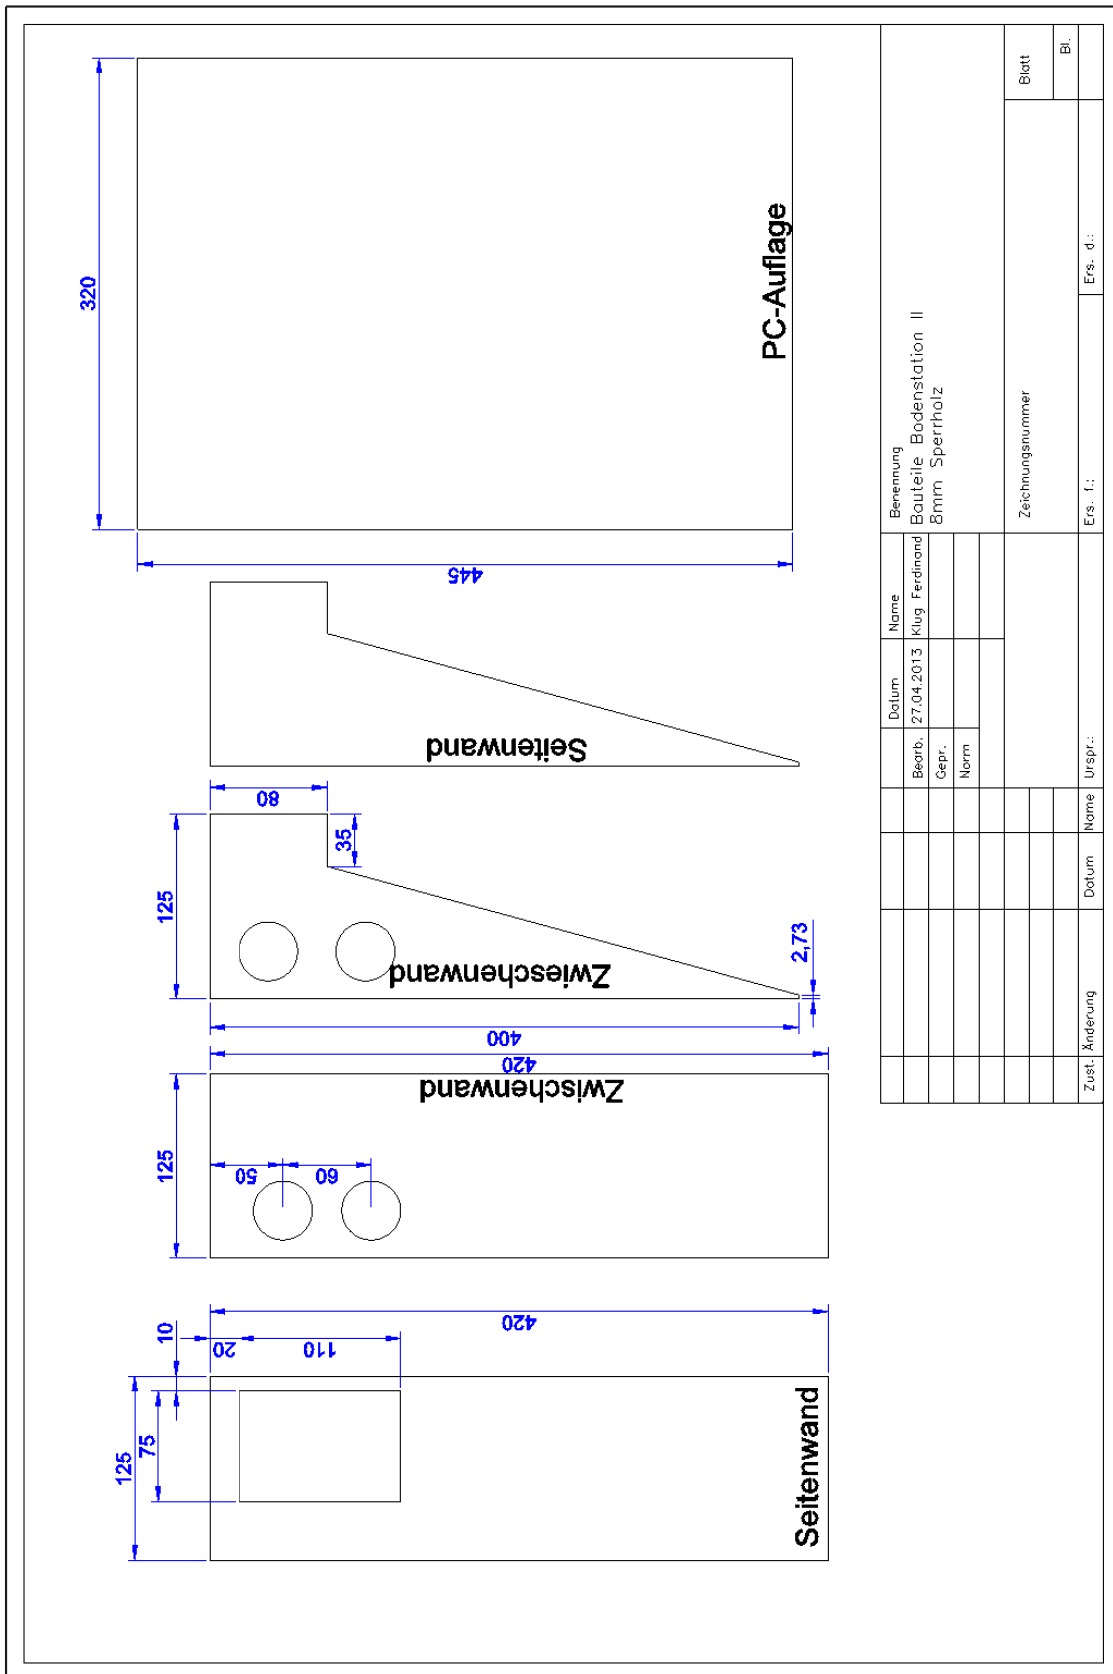 320
445
PC-Auflage
Seitenwand
80
35
125
2,73
400
Zwieschenwand
420
125
50
60
Zwischenwand
420
10
20
110
75
125
Seitenwand
Datum
Name
Benennung
Bearb.
27.04.2013
Klug Ferdinand
Bauteile Bodenstation II
Gepr.
8mm Sperrholz
Norm
Zeichnungsnummer
Blatt
Bl.
Zust.
Änderung
Datum
Name
Urspr.:
Ers. f.:
Ers. d.: